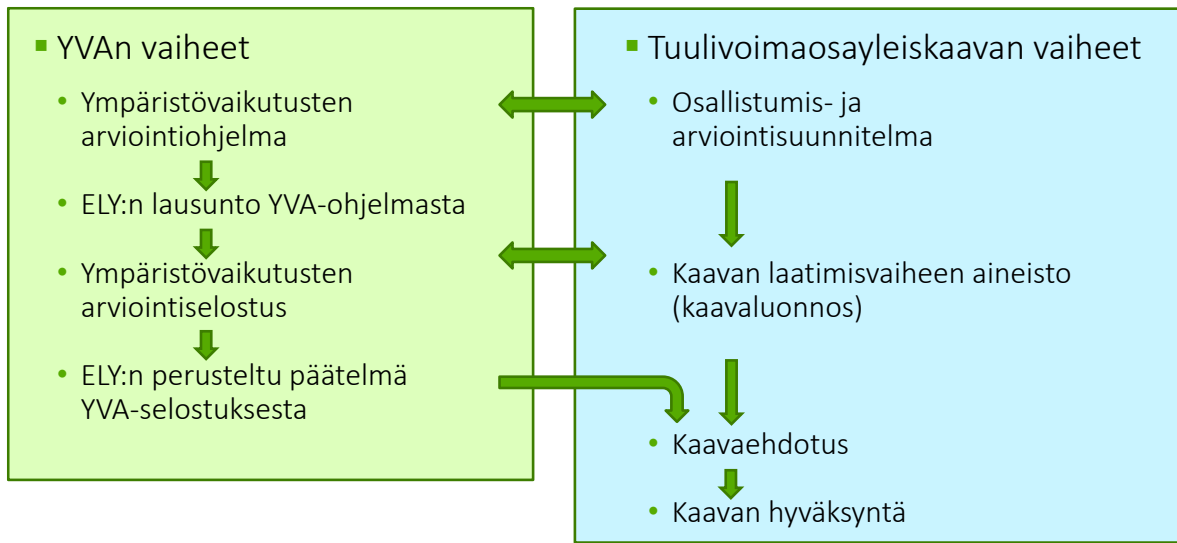 YVAn vaiheet
Ympäristövaikutusten
arviointiohjelma
ELY:n lausunto YVA-ohjelmasta
Ympäristövaikutusten
arviointiselostus
ELY:n perusteltu päätelmä
YVA-selostuksesta
Tuulivoimaosayleiskaavan vaiheet
Osallistumis- ja
arviointisuunnitelma
Kaavan laatimisvaiheen aineisto
(kaavaluonnos)
Kaavaehdotus
Kaavan hyväksyntä